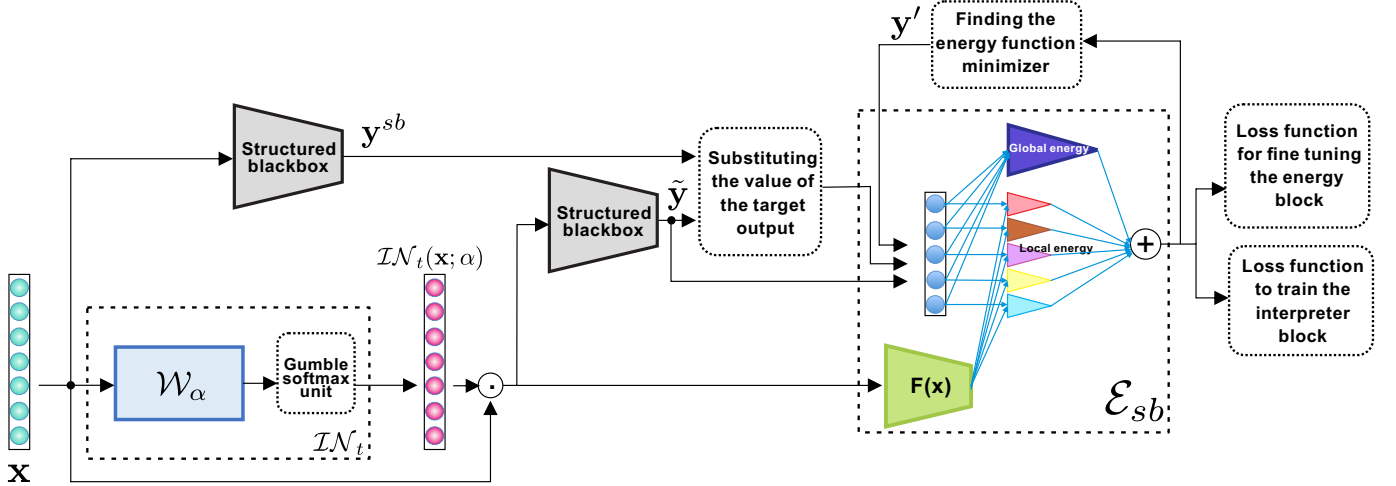 y′
Finding the
energy function
minimizer
Structured
blackbox
y^{sb}
Substituting
the value of
the target
output
Structured
blackbox
ỹ
Global energy
Local energy
+
Loss function
for fine tuning
the energy
block
Loss function
to train the
interpreter
block
x
W_α
Gumble
softmax
unit
IN_t
IN_t(x; α)
F(x)
E_{sb}